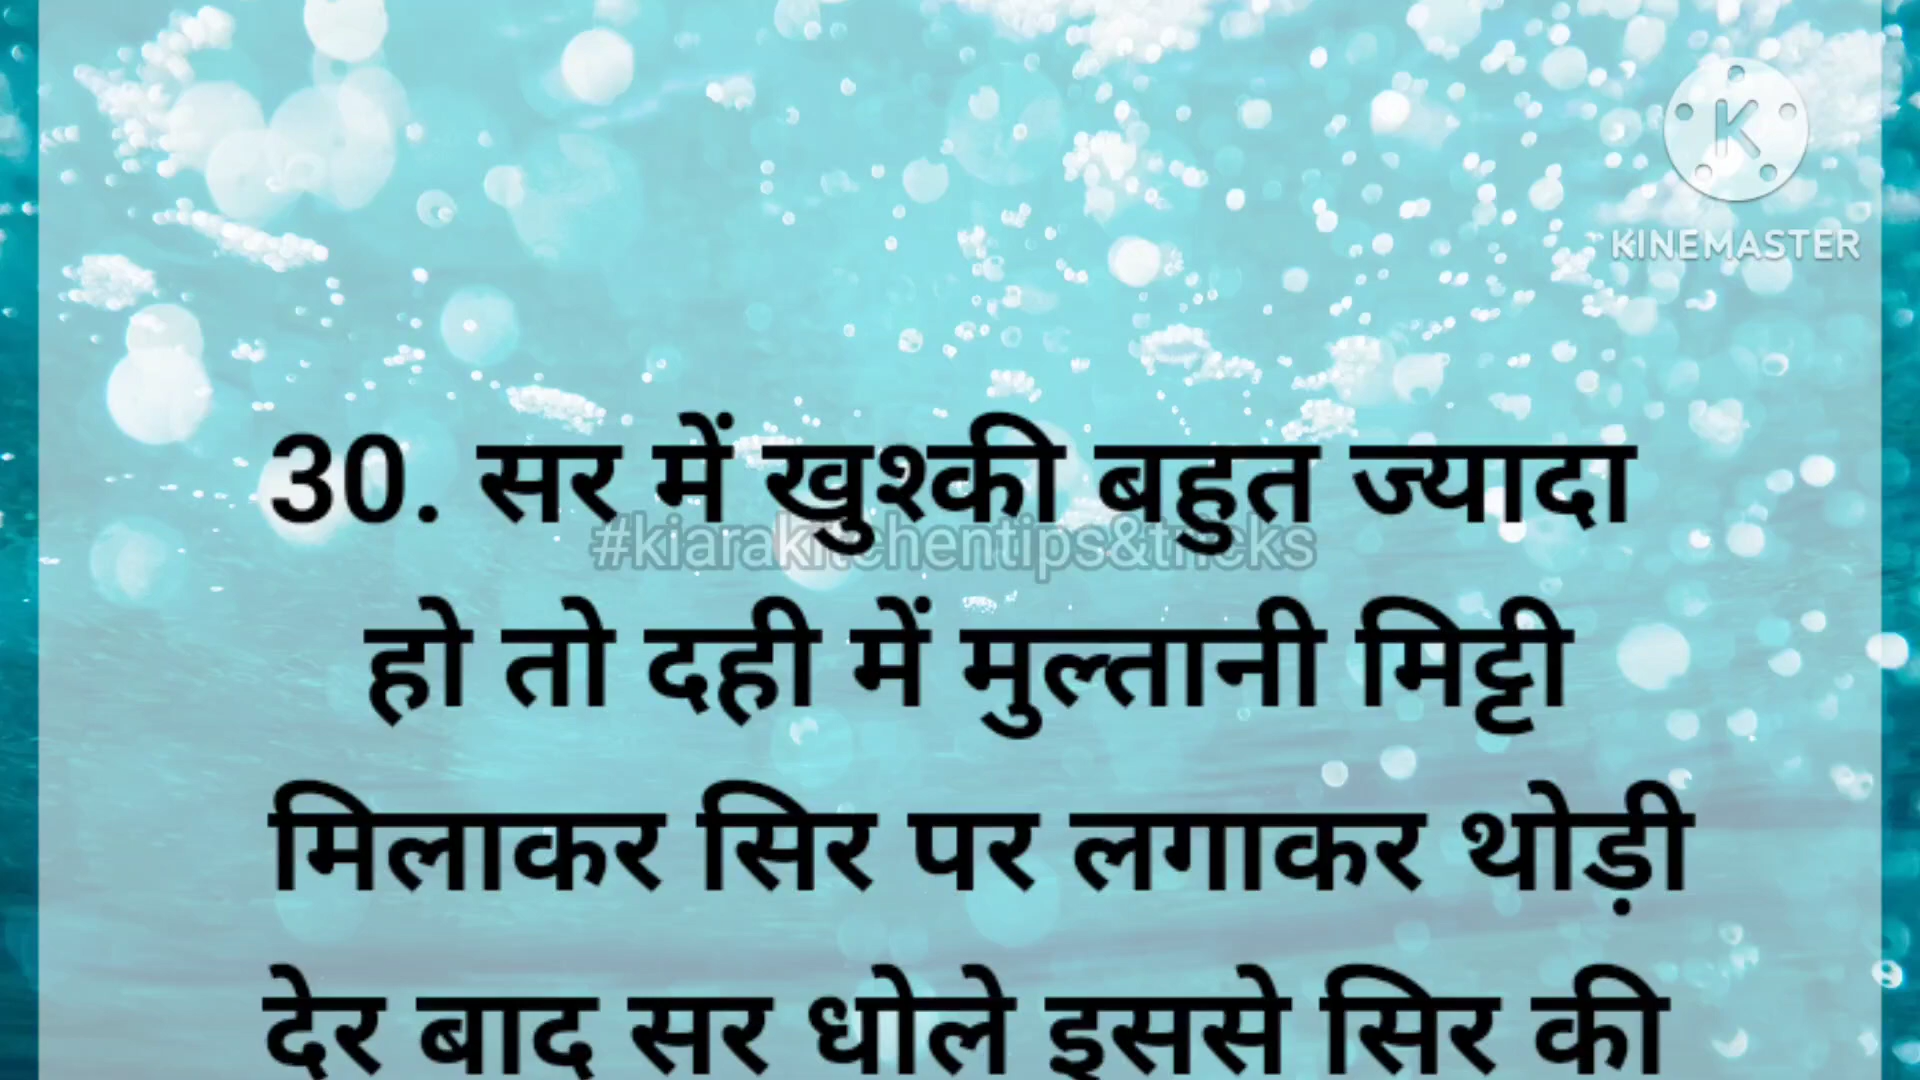 KINEMASTER
30. सर में खुश्की बहुत ज्यादा
#kiarakitchentips&tricks
हो तो दही में मुल्तानी मिट्टी
मिलाकर सिर पर लगाकर थोड़ी
देर बाद सर धोले इससे सिर की